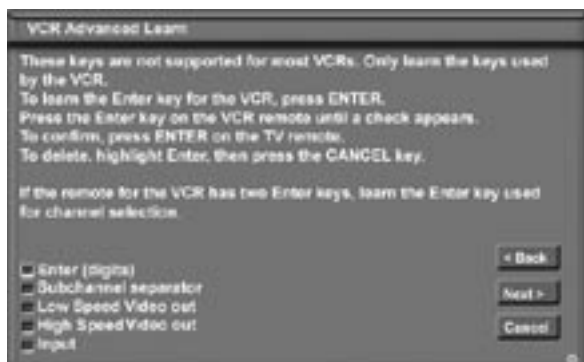 VCR Advanced Learn
These keys are not supported for most VCRs. Only learn the keys used
by the VCR.
To learn the Enter key for the VCR, press ENTER.
Press the Enter key on the VCR remote until a check appears.
To confirm, press ENTER on the TV remote.
To delete, highlight Enter, then press the CANCEL key.
If the remote for the VCR has two Enter keys, learn the Enter key used
for channel selection.
Enter (digits)
Subchannel separator
Low Speed Video out
High Speed Video out
Input
< Back
Next >
Cancel